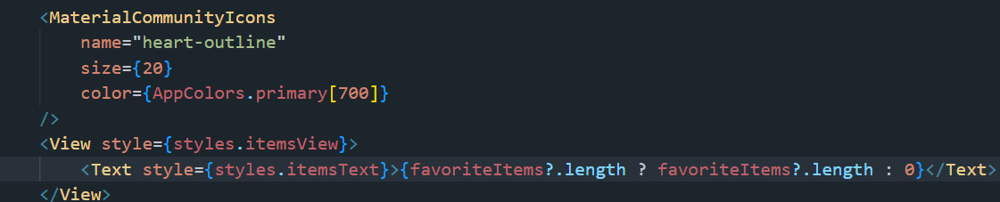 <MaterialCommunityIcons
name="heart-outline"
size={20}
color={AppColors.primary[700]}
/>
<View style={styles.itemsView}>
<Text style={styles.itemsText}>{favoriteItems?.length ? favoriteItems?.length : 0}</Text>
</View>